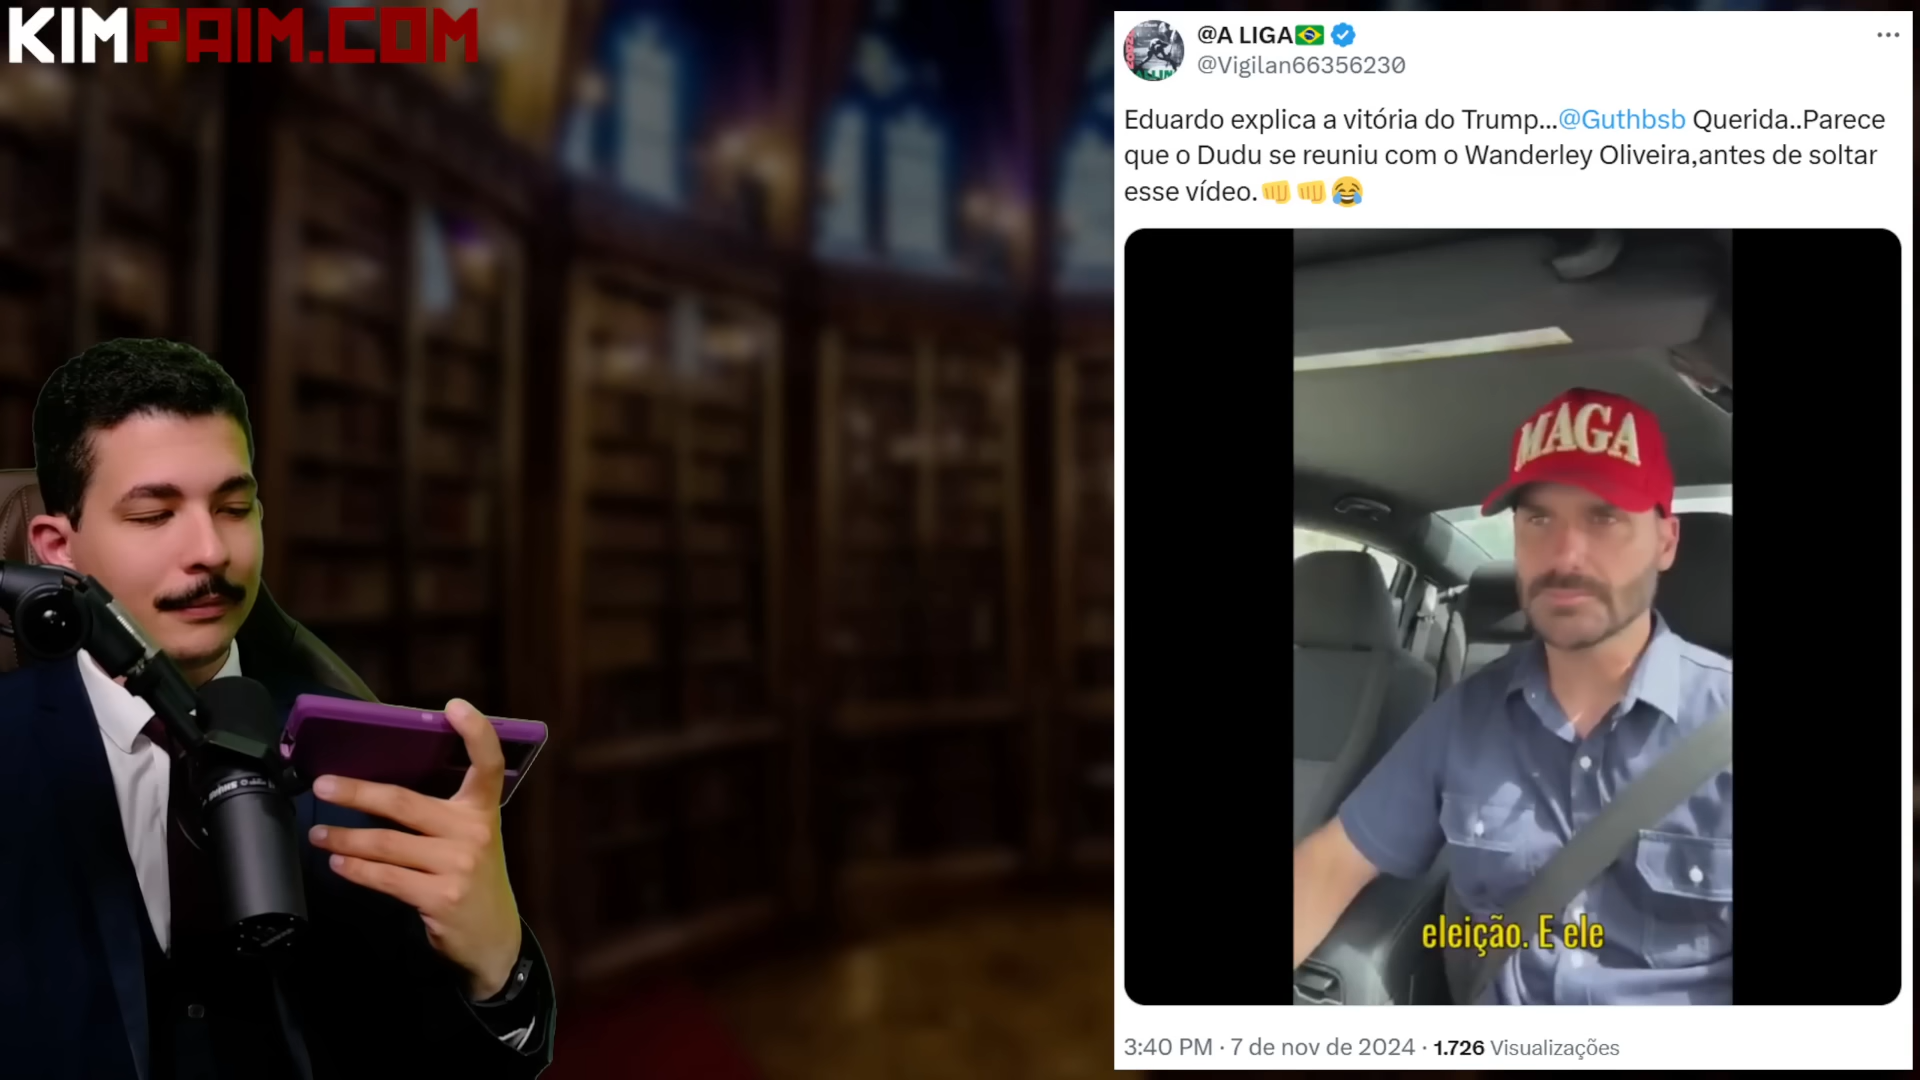 KIMPAIM.COM
@A LIGA
@Vigilan66356230
Eduardo explica a vitória do Trump...@Guthbsb Querida..Parece
que o Dudu se reuniu com o Wanderley Oliveira,antes de soltar
esse vídeo.
MAGA
eleição. E ele
3:40 PM · 7 de nov de 2024 · 1.726 Visualizações